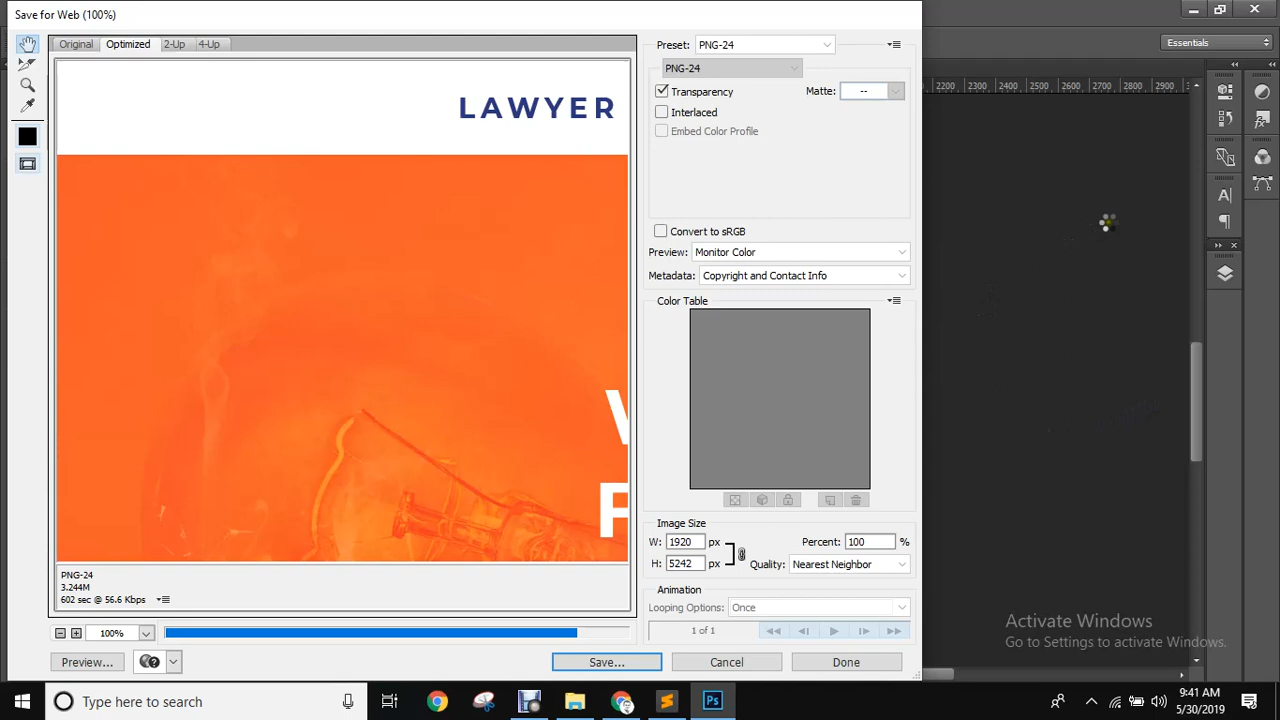 Save for Web (100%)
Original Optimized 2-Up 4-Up
Preset: PNG-24
PNG-24
Essentials
Transparency Matte: --
Interlaced
Embed Color Profile
2200 2300 2400 2500 2600 2700 2800 2900
LAWYER
Convert to sRGB
Preview: Monitor Color
Metadata: Copyright and Contact Info
Color Table
Image Size
W: 1920 px Percent: 100 %
H: 5242 px Quality: Nearest Neighbor
Animation
Looping Options: Once
1 of 1
PNG-24
3.244M
602 sec @ 56.6 Kbps
100%
Preview... Save... Cancel Done
Activate Windows
Go to Settings to activate Windows.
Type here to search
9:41 AM
5/30/2019